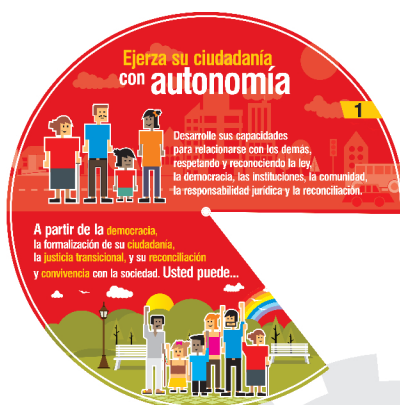 Ejerza su ciudadanía
con autonomía
1
Desarrolle sus capacidades
para relacionarse con los demás,
respetando y reconociendo la ley,
la democracia, las instituciones, la comunidad,
la responsabilidad jurídica y la reconciliación.
A partir de la democracia,
la formalización de su ciudadanía,
la justicia transicional, y su reconciliación
y convivencia con la sociedad. Usted puede...